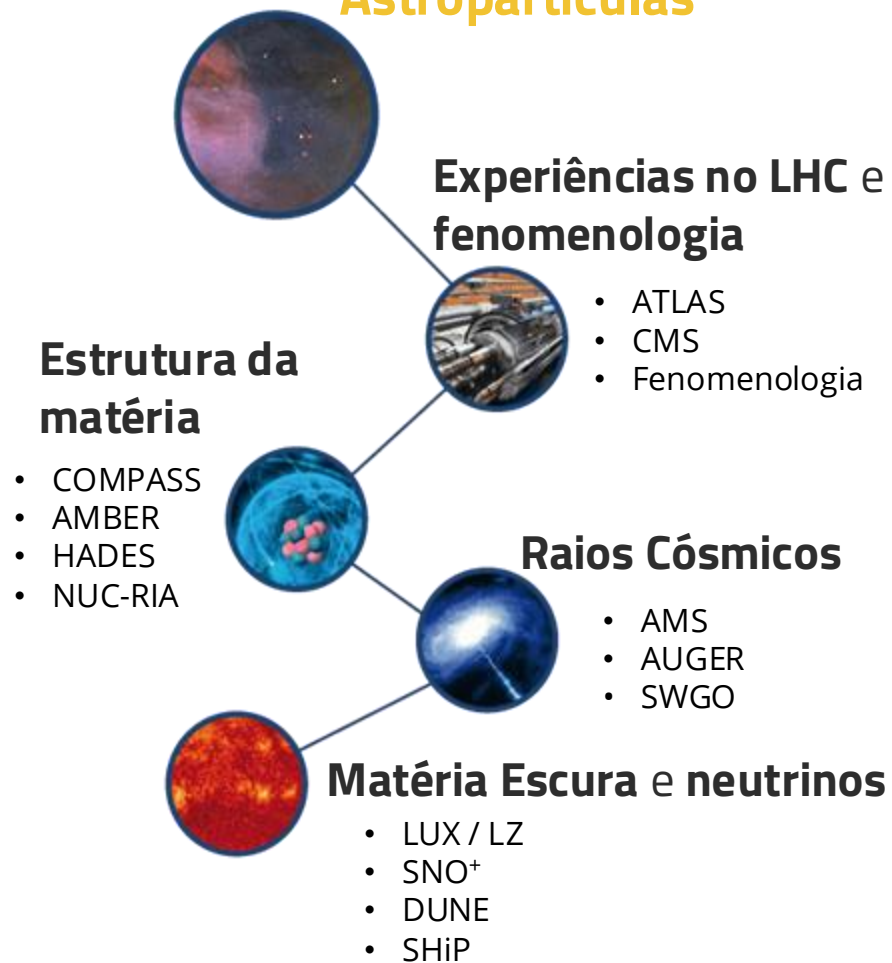 Astropartículas
Experiências no LHC e
fenomenologia
• ATLAS
• CMS
• Fenomenologia
Estrutura da
matéria
• COMPASS
• AMBER
• HADES
• NUC-RIA
Raios Cósmicos
• AMS
• AUGER
• SWGO
Matéria Escura e neutrinos
• LUX / LZ
• SNO⁺
• DUNE
• SHiP